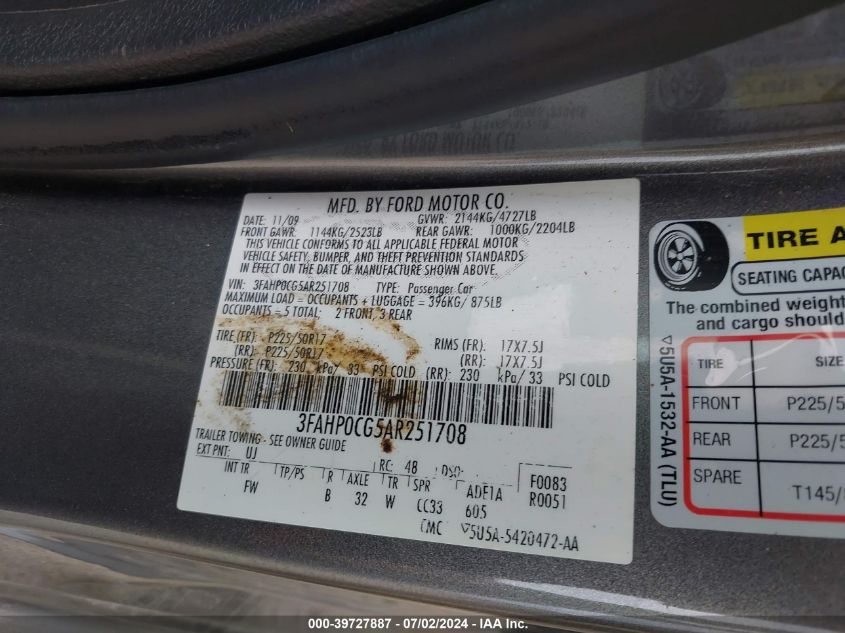 BY FORD MOTOR CO.
MFD. BY FORD MOTOR CO.
DATE: 11/09 GVWR: 2144KG/4727LB
FRONT GAWR: 1144KG/2523LB REAR GAWR: 1000KG/2204LB
THIS VEHICLE CONFORMS TO ALL APPLICABLE FEDERAL MOTOR
VEHICLE SAFETY, BUMPER, AND THEFT PREVENTION STANDARDS
IN EFFECT ON THE DATE OF MANUFACTURE SHOWN ABOVE.
VIN: 3FAHP0CG5AR251708 TYPE: Passenger Car
MAXIMUM LOAD = OCCUPANTS + LUGGAGE = 396KG/ 875LB
OCCUPANTS = 5 TOTAL: 2 FRONT, 3 REAR
TIRE (FR): P225/50R17 RIMS (FR): 17X7.5J
(RR): P225/50R17 (RR): 17X7.5J
PRESSURE (FR): 230 kPa/ 33 PSI COLD (RR): 230 kPa/ 33 PSI COLD
3FAHP0CG5AR251708
TRAILER TOWING - SEE OWNER GUIDE
EXT PNT: UJ RC: 48 DSO: F0083
INT TR TP/PS R AXLE TR SPR ADE1A R0051
FW B 32 W CC33 605
CMC ▽5U5A-5420472-AA
TIRE A
SEATING CAPAC
The combined weight
and cargo should
TIRE SIZE
FRONT P225/5
REAR P225/5
SPARE T145/
▽5U5A-1532-AA (TLU)
000-39727887 - 07/02/2024 - IAA Inc.